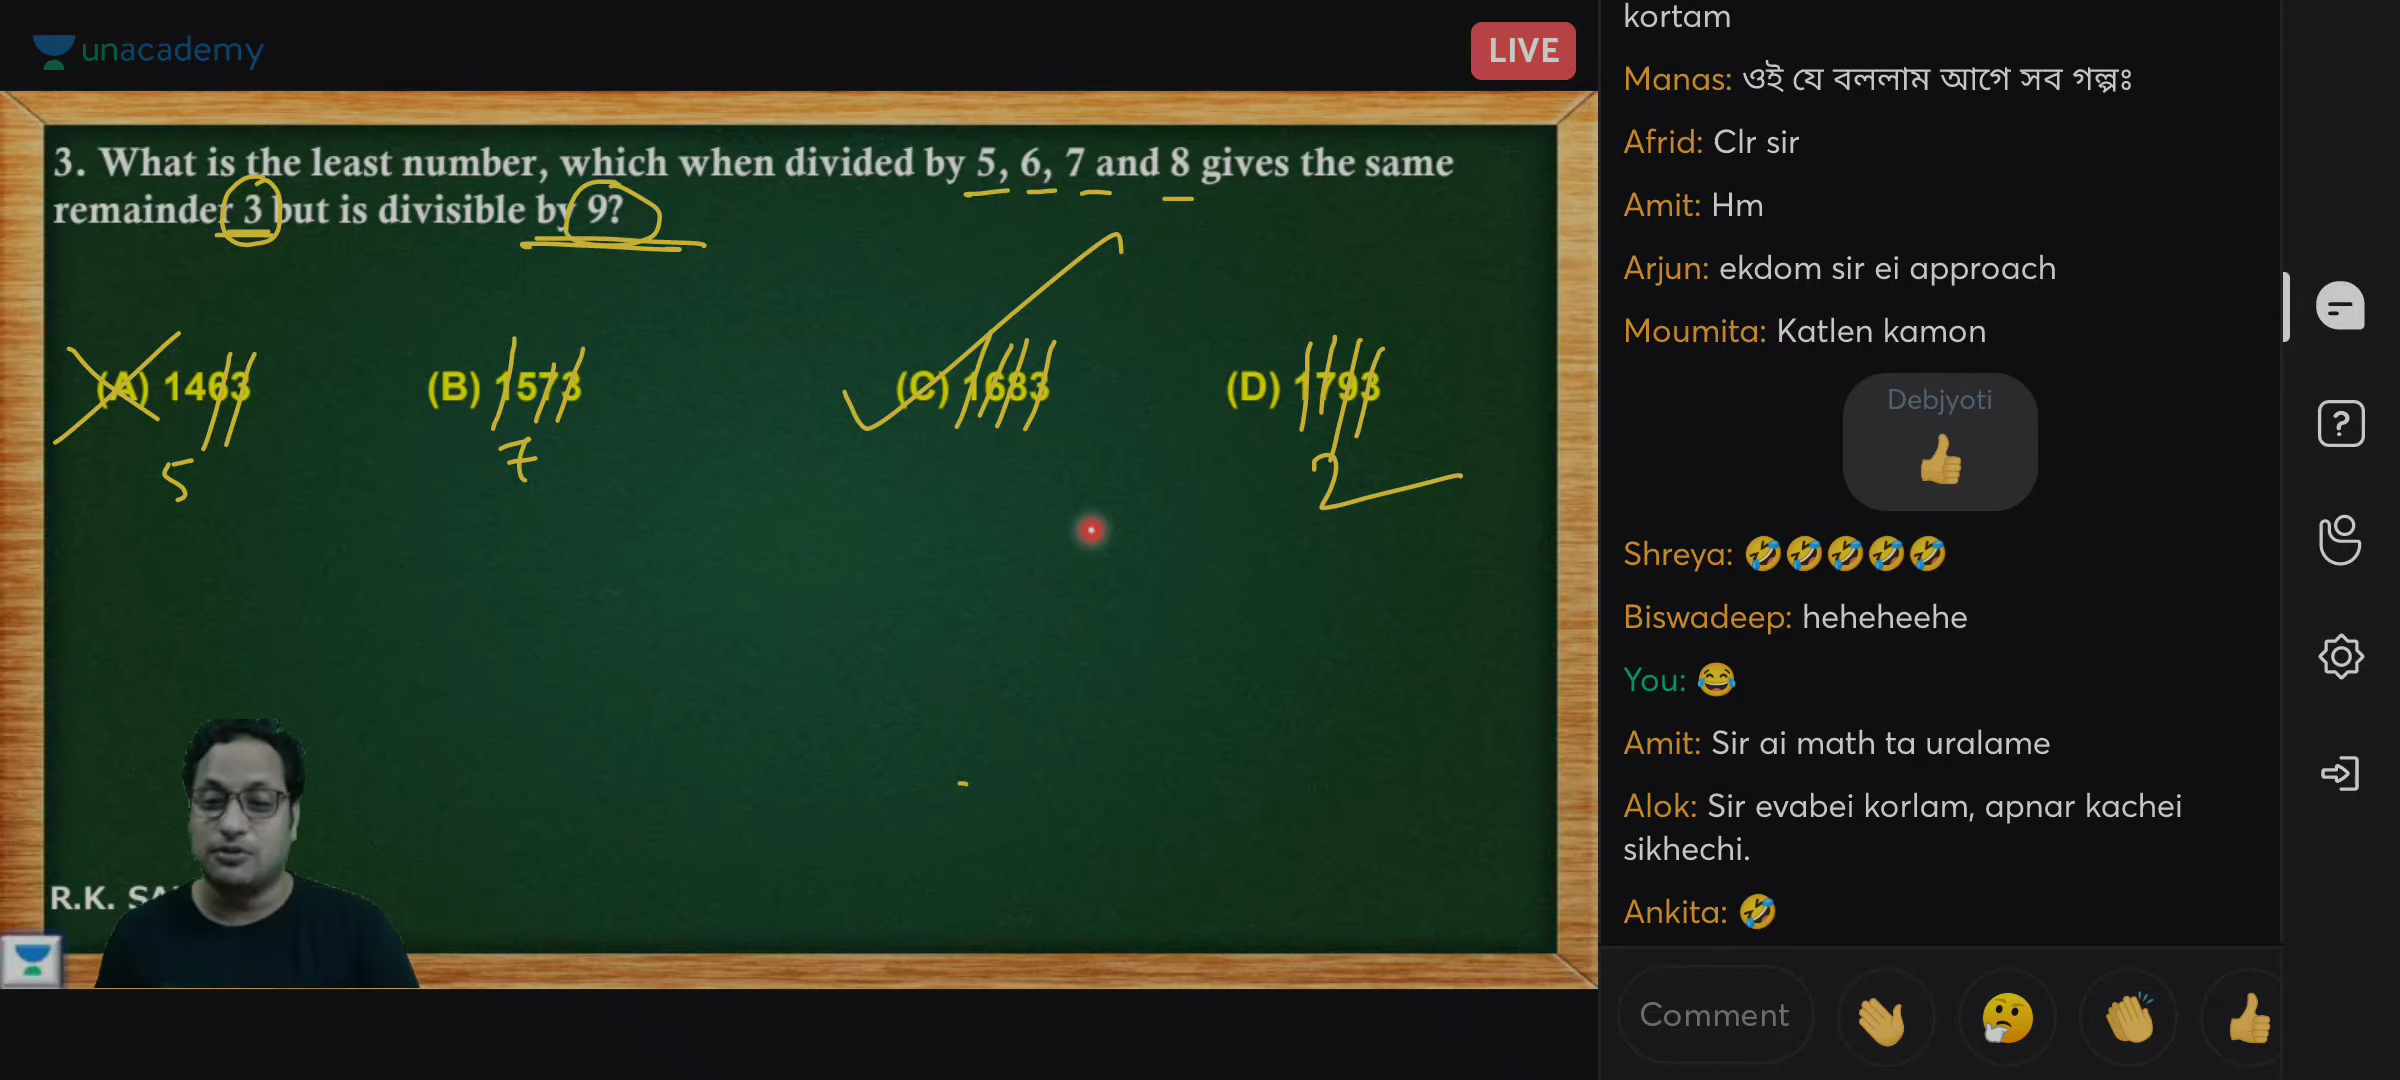 unacademy
LIVE
3. What is the least number, which when divided by 5, 6, 7 and 8 gives the same
remainder 3 but is divisible by 9?
(A) 1463
(B) 1573
(C) 1683
(D) 1793
5
7
2
R.K.
kortam
Manas: ওই যে বললাম আগে সব গল্পঃ
Afrid: Clr sir
Amit: Hm
Arjun: ekdom sir ei approach
Moumita: Katlen kamon
Debjyoti
👍
Shreya: 🤣🤣🤣🤣🤣
Biswadeep: heheheehe
You: 😂
Amit: Sir ai math ta uralame
Alok: Sir evabei korlam, apnar kachei
sikhechi.
Ankita: 🤣
Comment